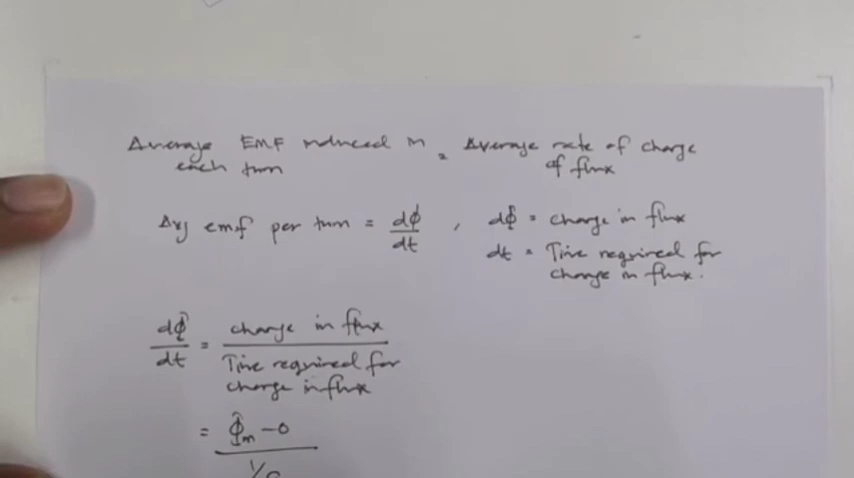 Average EMF induced in = Average rate of change
each turn of flux
Avg emf per turn = dϕ/dt , dϕ = change in flux
dt = Time required for
change in flux.
dϕ/dt = change in flux / Time required for
change in flux
= ϕm - 0